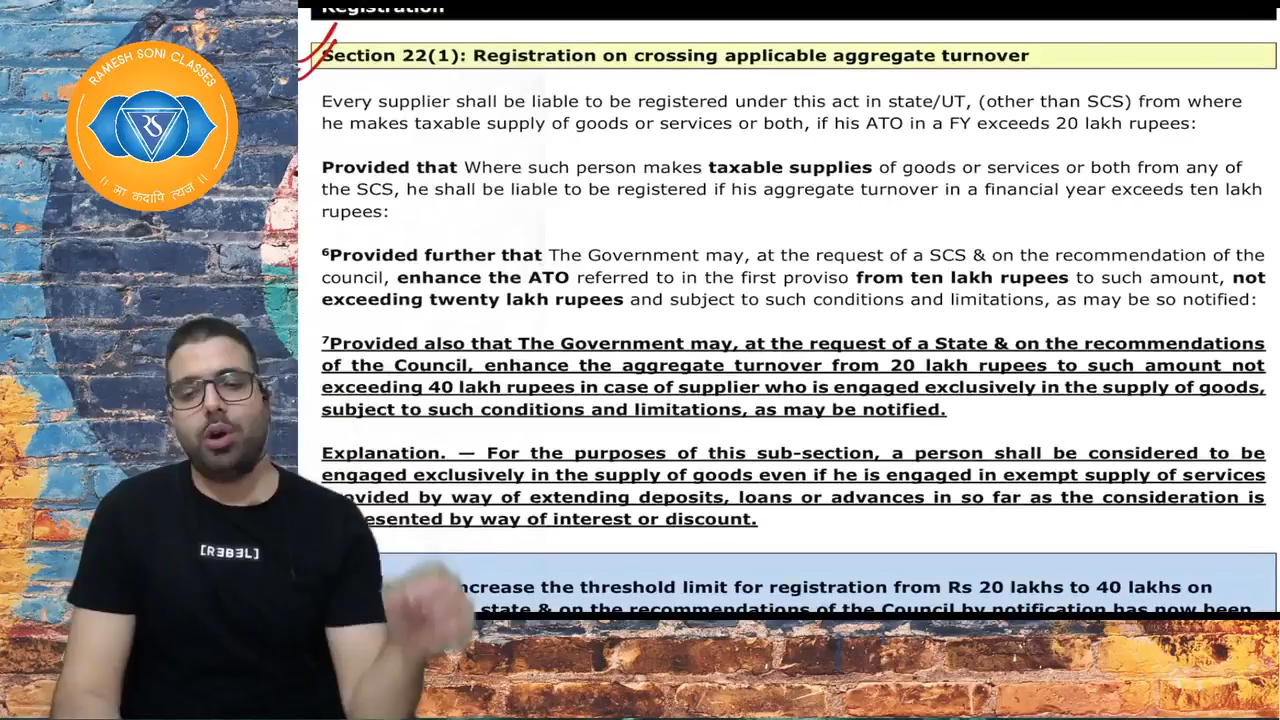 Registration
Section 22(1): Registration on crossing applicable aggregate turnover
Every supplier shall be liable to be registered under this act in state/UT, (other than SCS) from where
he makes taxable supply of goods or services or both, if his ATO in a FY exceeds 20 lakh rupees:
Provided that Where such person makes taxable supplies of goods or services or both from any of
the SCS, he shall be liable to be registered if his aggregate turnover in a financial year exceeds ten lakh
rupees:
⁶Provided further that The Government may, at the request of a SCS & on the recommendation of the
council, enhance the ATO referred to in the first proviso from ten lakh rupees to such amount, not
exceeding twenty lakh rupees and subject to such conditions and limitations, as may be so notified:
⁷Provided also that The Government may, at the request of a State & on the recommendations
of the Council, enhance the aggregate turnover from 20 lakh rupees to such amount not
exceeding 40 lakh rupees in case of supplier who is engaged exclusively in the supply of goods,
subject to such conditions and limitations, as may be notified.
Explanation. — For the purposes of this sub-section, a person shall be considered to be
engaged exclusively in the supply of goods even if he is engaged in exempt supply of services
provided by way of extending deposits, loans or advances in so far as the consideration is
represented by way of interest or discount.
increase the threshold limit for registration from Rs 20 lakhs to 40 lakhs on
state & on the recommendations of the Council by notification has now been
RAMESH SONI CLASSES
RS
॥ मा कदापि त्यज ॥
[REBEL]